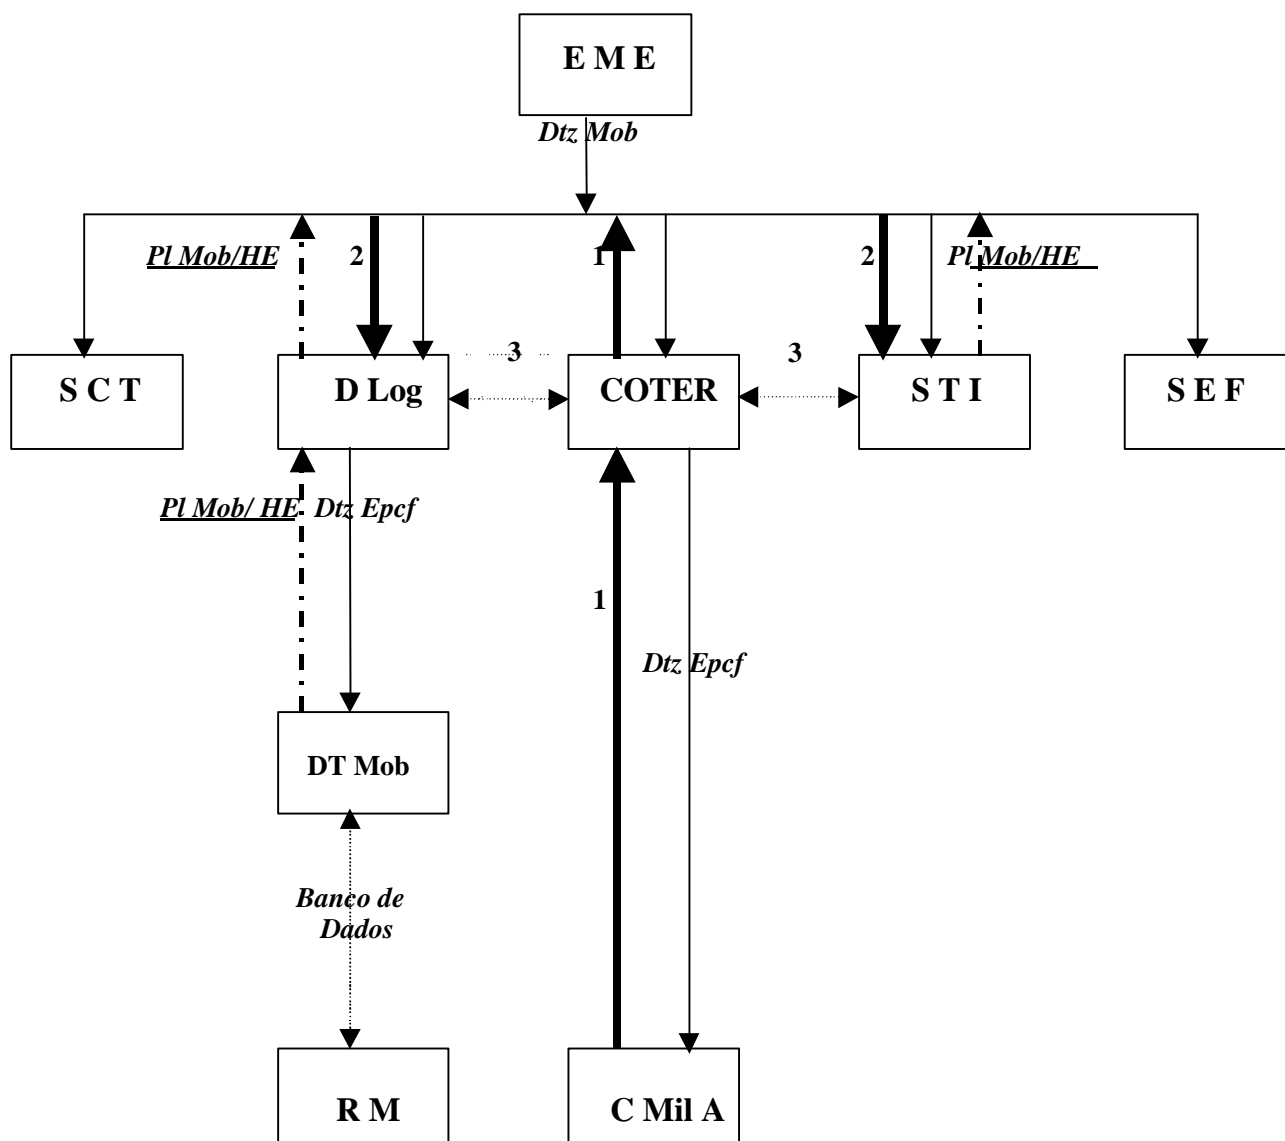 E M E
Dtz Mob
Pl Mob/HE
2
1
2
Pl Mob/HE
3
3
S C T
D Log
COTER
S T I
S E F
Pl Mob/ HE
Dtz Epcf
1
Dtz Epcf
DT Mob
Banco de
Dados
R M
C Mil A